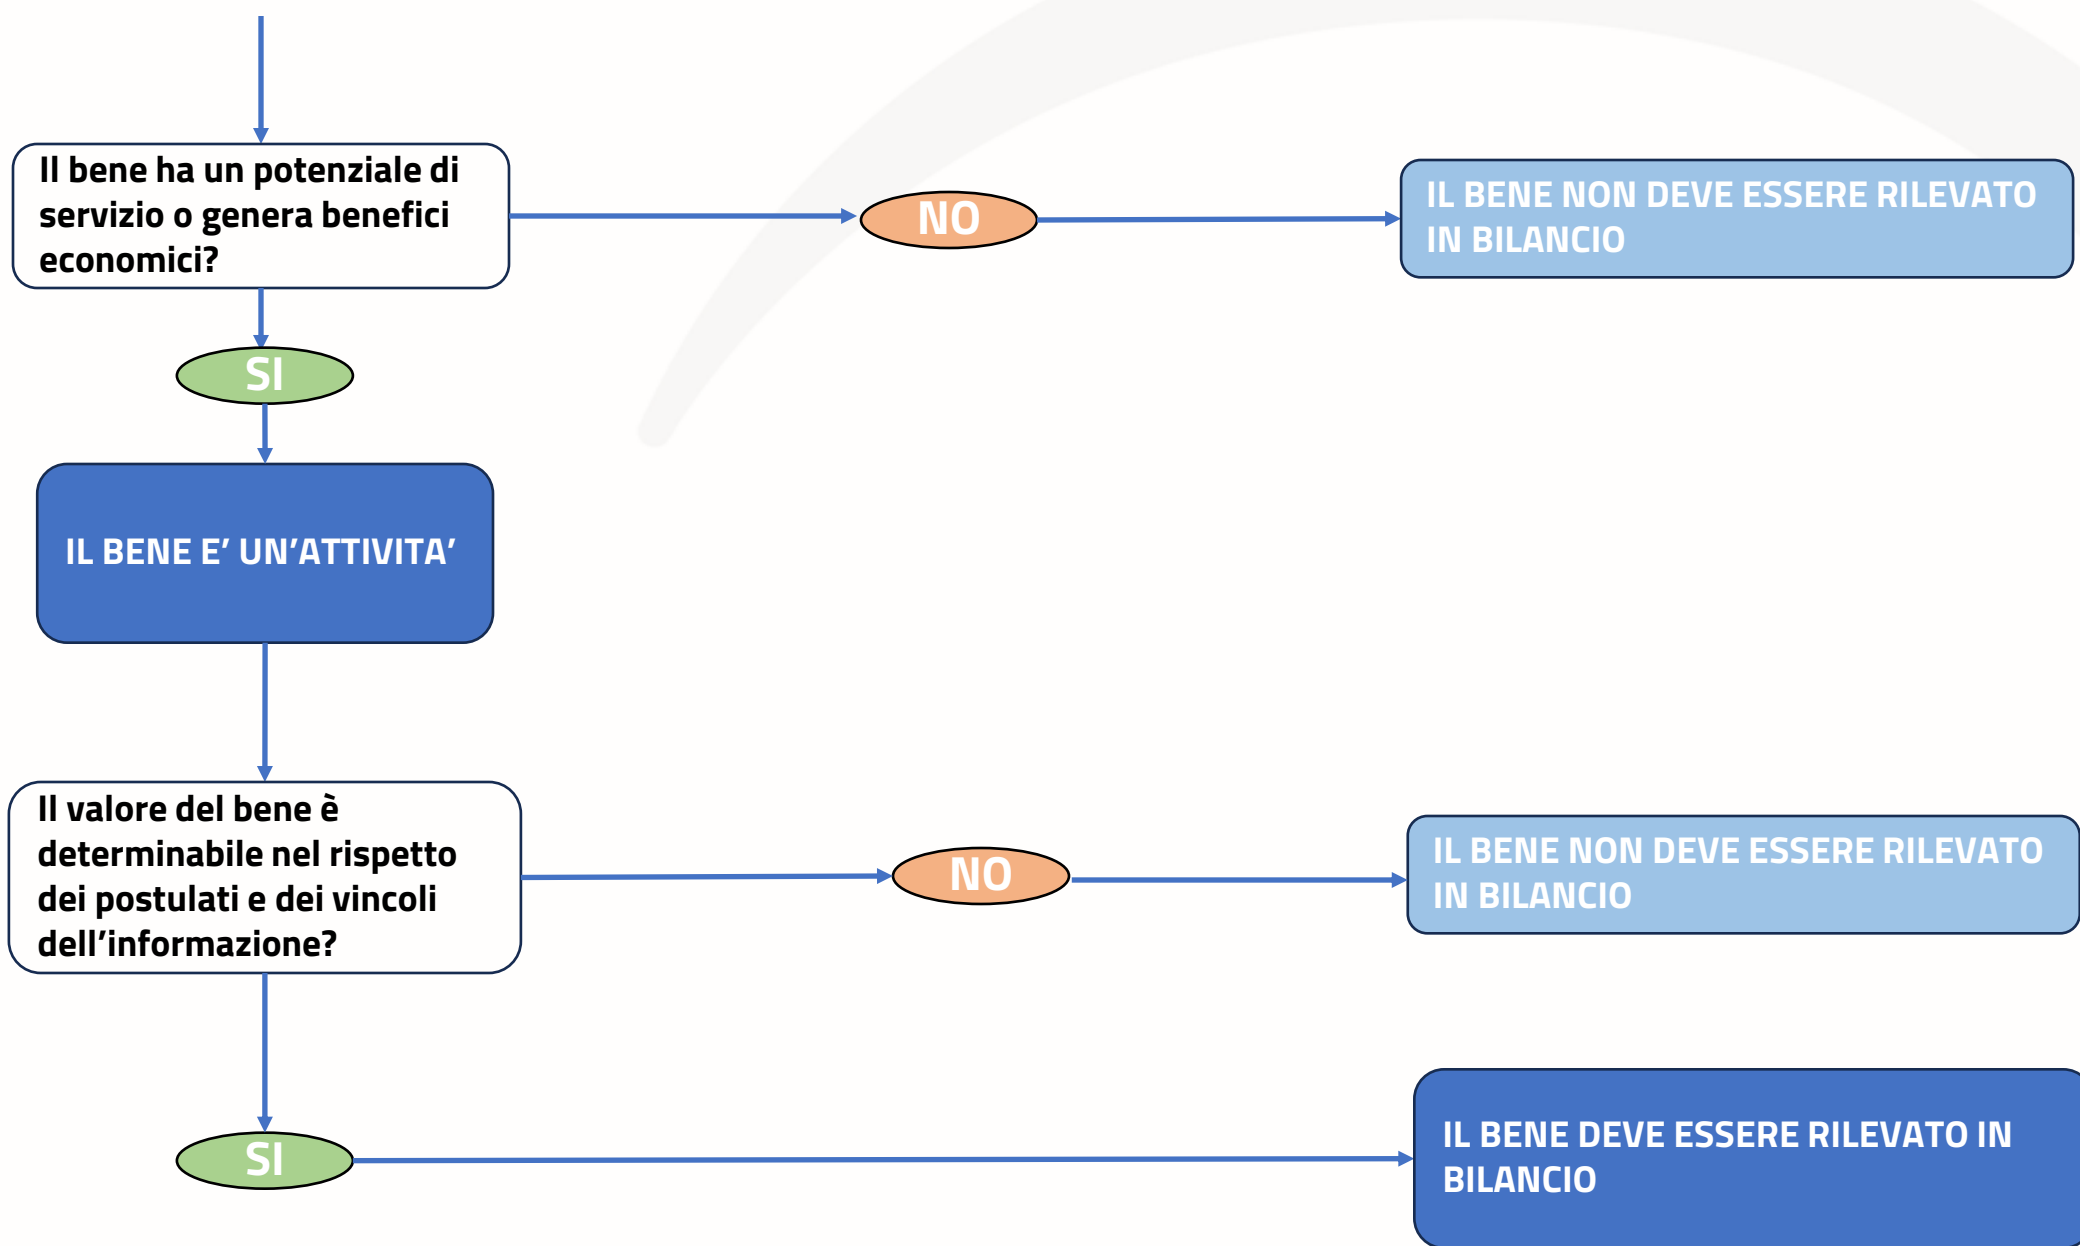 Il bene ha un potenziale di
servizio o genera benefici
economici?
NO
IL BENE NON DEVE ESSERE RILEVATO
IN BILANCIO
SI
IL BENE E’ UN’ATTIVITA’
Il valore del bene è
determinabile nel rispetto
dei postulati e dei vincoli
dell’informazione?
NO
IL BENE NON DEVE ESSERE RILEVATO
IN BILANCIO
SI
IL BENE DEVE ESSERE RILEVATO IN
BILANCIO